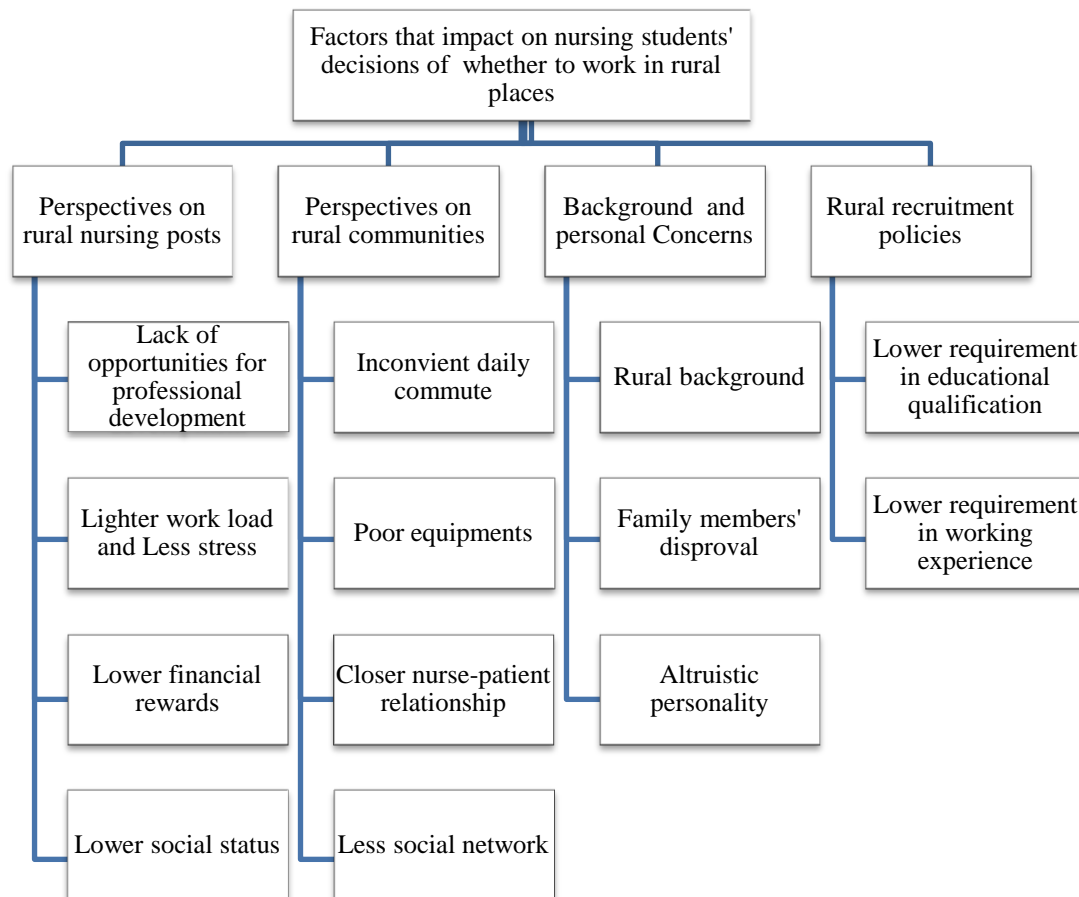 Factors that impact on nursing students'
decisions of whether to work in rural
places
Perspectives on
rural nursing posts
Perspectives on
rural communities
Background and
personal Concerns
Rural recruitment
policies
Lack of
opportunities for
professional
development
Inconvient daily
commute
Rural background
Lower requirement
in educational
qualification
Lighter work load
and Less stress
Poor equipments
Family members'
disproval
Lower requirement
in working
experience
Lower financial
rewards
Closer nurse-patient
relationship
Altruistic
personality
Lower social status
Less social network